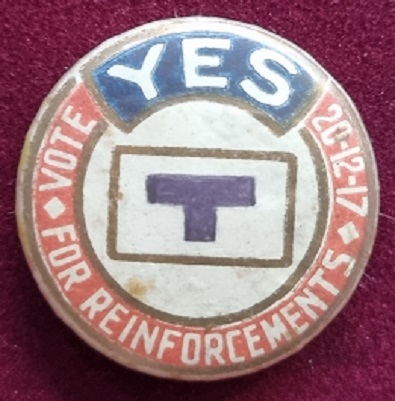 YES
VOTE ◆ FOR REINFORCEMENTS ◆ 20-12-17
T